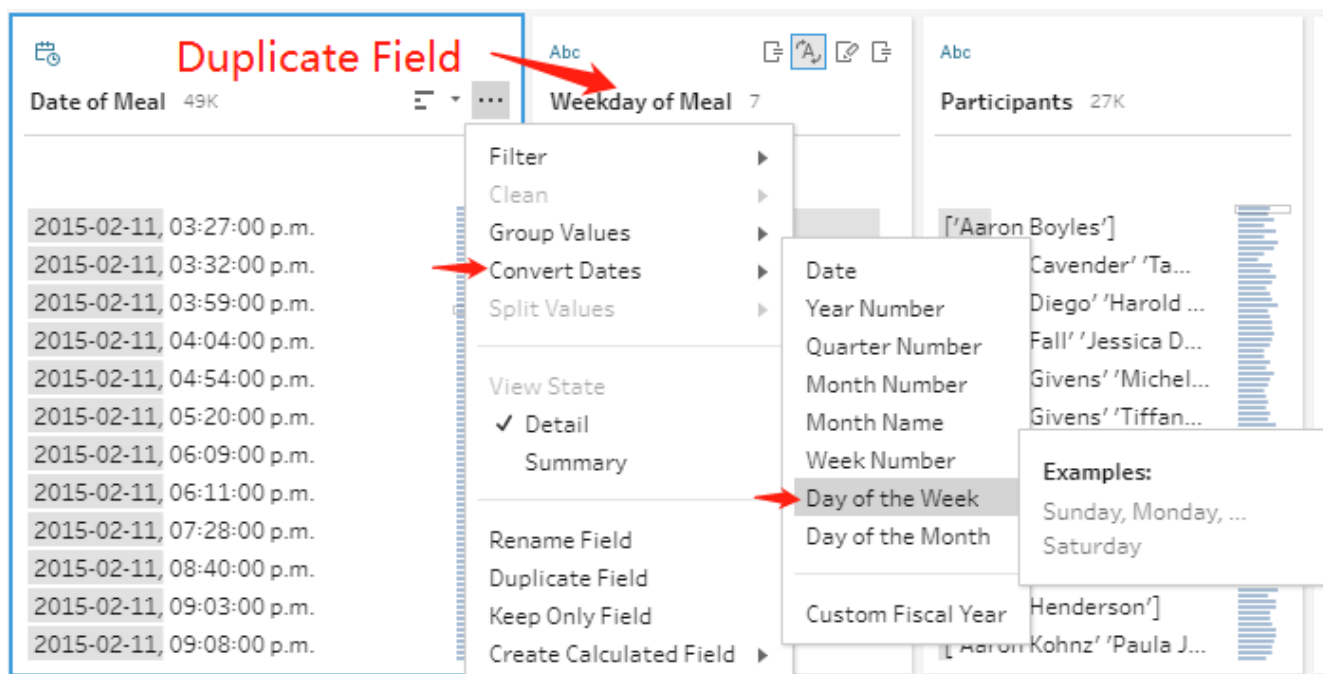 Duplicate Field
Date of Meal 49K
2015-02-11, 03:27:00 p.m.
2015-02-11, 03:32:00 p.m.
2015-02-11, 03:59:00 p.m.
2015-02-11, 04:04:00 p.m.
2015-02-11, 04:54:00 p.m.
2015-02-11, 05:20:00 p.m.
2015-02-11, 06:09:00 p.m.
2015-02-11, 06:11:00 p.m.
2015-02-11, 07:28:00 p.m.
2015-02-11, 08:40:00 p.m.
2015-02-11, 09:03:00 p.m.
2015-02-11, 09:08:00 p.m.
Abc
Weekday of Meal 7
Filter
Clean
Group Values
Convert Dates
Split Values
View State
✓ Detail
Summary
Rename Field
Duplicate Field
Keep Only Field
Create Calculated Field
Date
Year Number
Quarter Number
Month Number
Month Name
Week Number
Day of the Week
Day of the Month
Custom Fiscal Year
Examples:
Sunday, Monday, ...
Saturday
Abc
Participants 27K
['Aaron Boyles']
Cavender' 'Ta...
Diego' 'Harold ...
Fall' 'Jessica D...
Givens' 'Michel...
Givens' 'Tiffan...
Henderson']
Kohnz' 'Paula J...